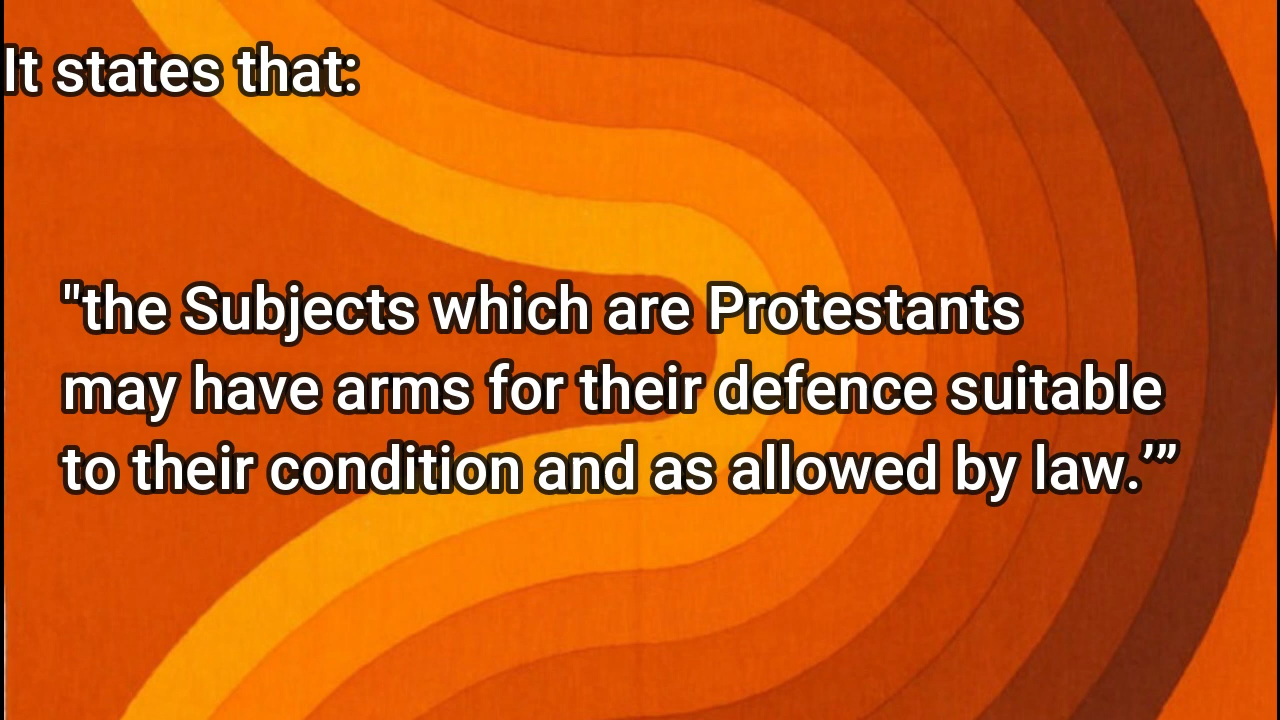 It states that:
"the Subjects which are Protestants
may have arms for their defence suitable
to their condition and as allowed by law.’”